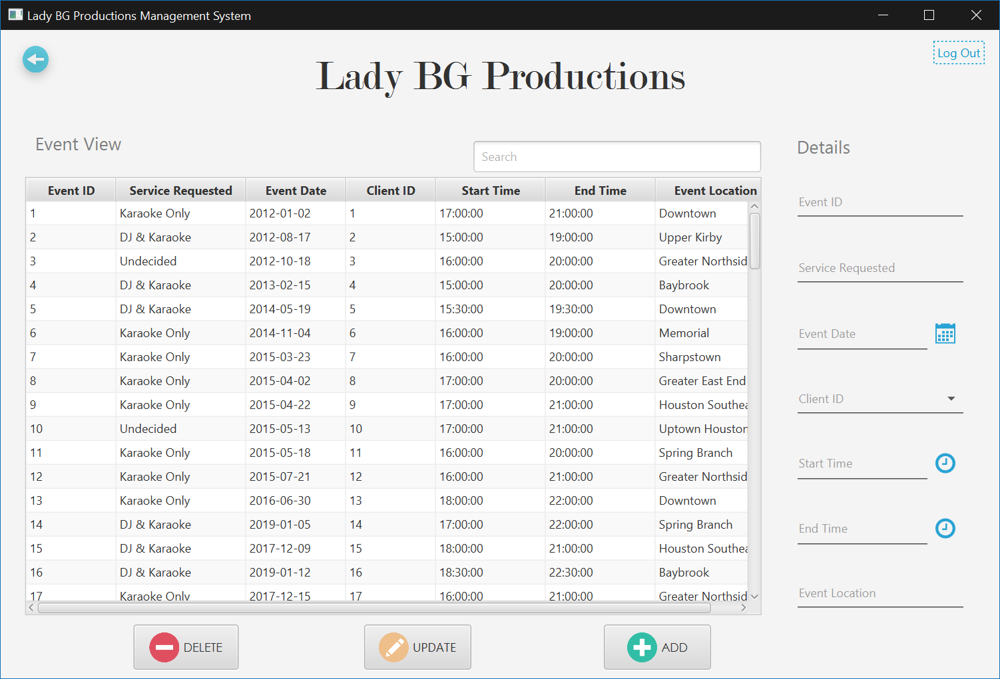 Lady BG Productions Management System
Log Out
Lady BG Productions
Event View
Search
Details
Event ID Service Requested Event Date Client ID Start Time End Time Event Location
1 Karaoke Only 2012-01-02 1 17:00:00 21:00:00 Downtown
2 DJ & Karaoke 2012-08-17 2 15:00:00 19:00:00 Upper Kirby
3 Undecided 2012-10-18 3 16:00:00 20:00:00 Greater Northsid
4 DJ & Karaoke 2013-02-15 4 15:00:00 20:00:00 Baybrook
5 DJ & Karaoke 2014-05-19 5 15:30:00 19:30:00 Downtown
6 Karaoke Only 2014-11-04 6 16:00:00 19:00:00 Memorial
7 Karaoke Only 2015-03-23 7 16:00:00 20:00:00 Sharpstown
8 Karaoke Only 2015-04-02 8 17:00:00 20:00:00 Greater East End
9 Karaoke Only 2015-04-22 9 17:00:00 21:00:00 Houston Southea
10 Undecided 2015-05-13 10 17:00:00 21:00:00 Uptown Houston
11 Karaoke Only 2015-05-18 11 16:00:00 20:00:00 Spring Branch
12 Karaoke Only 2015-07-21 12 16:00:00 21:00:00 Greater Northsid
13 Karaoke Only 2016-06-30 13 18:00:00 22:00:00 Downtown
14 DJ & Karaoke 2019-01-05 14 17:00:00 22:00:00 Spring Branch
15 DJ & Karaoke 2017-12-09 15 18:00:00 21:00:00 Houston Southea
16 DJ & Karaoke 2019-01-12 16 18:30:00 22:30:00 Baybrook
17 Karaoke Only 2017-12-15 17 16:00:00 21:00:00 Greater Northsid
Event ID
Service Requested
Event Date
Client ID
Start Time
End Time
Event Location
DELETE
UPDATE
ADD